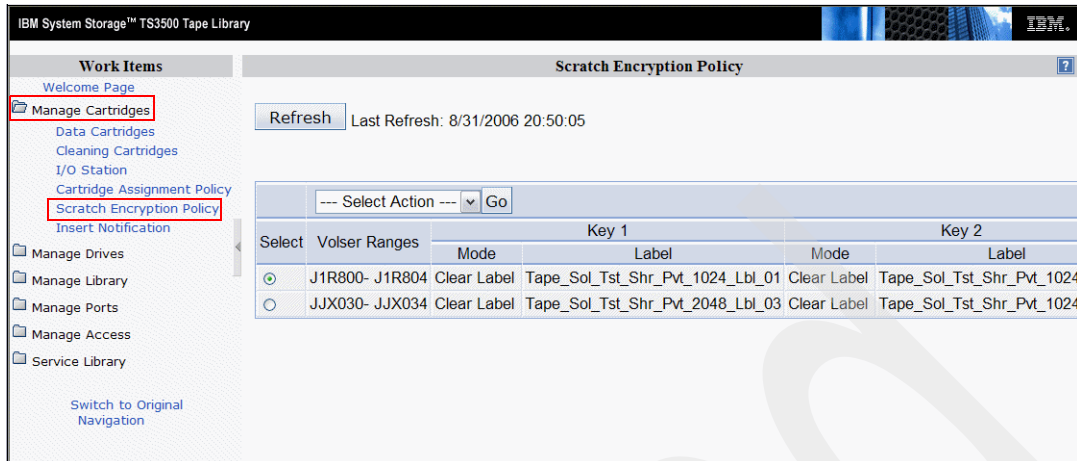 IBM System Storage™ TS3500 Tape Library
IBM.
Work Items
Scratch Encryption Policy
?
Welcome Page
Manage Cartridges
Data Cartridges
Cleaning Cartridges
I/O Station
Cartridge Assignment Policy
Scratch Encryption Policy
Insert Notification
Manage Drives
Manage Library
Manage Ports
Manage Access
Service Library
Switch to Original
Navigation
Refresh Last Refresh: 8/31/2006 20:50:05
--- Select Action --- Go
Select Volser Ranges Key 1 Key 2
Mode Label Mode Label
J1R800- J1R804 Clear Label Tape_Sol_Tst_Shr_Pvt_1024_Lbl_01 Clear Label Tape_Sol_Tst_Shr_Pvt_1024
JJX030- JJX034 Clear Label Tape_Sol_Tst_Shr_Pvt_2048_Lbl_03 Clear Label Tape_Sol_Tst_Shr_Pvt_1024